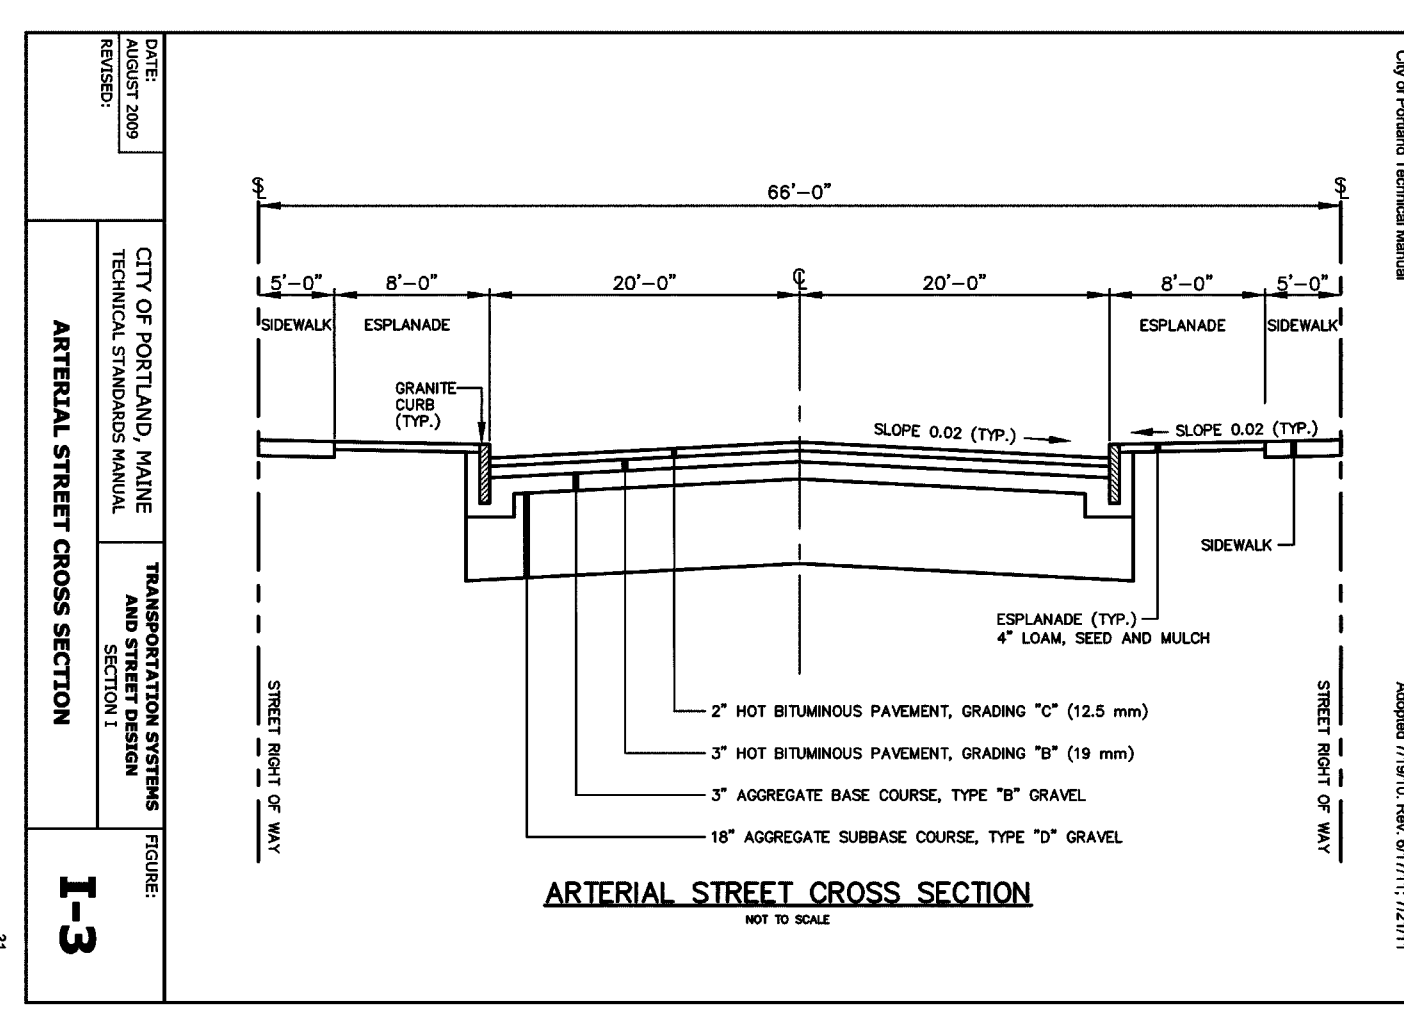 City of Portland Technical Manual
66'-0"
5'-0"
8'-0"
20'-0"
20'-0"
8'-0"
5'-0"
SIDEWALK
ESPLANADE
ESPLANADE
SIDEWALK
GRANITE
CURB
(TYP.)
SLOPE 0.02 (TYP.)
SLOPE 0.02 (TYP.)
SIDEWALK
ESPLANADE (TYP.)
4" LOAM, SEED AND MULCH
2" HOT BITUMINOUS PAVEMENT, GRADING "C" (12.5 mm)
3" HOT BITUMINOUS PAVEMENT, GRADING "B" (19 mm)
3" AGGREGATE BASE COURSE, TYPE "B" GRAVEL
18" AGGREGATE SUBBASE COURSE, TYPE "D" GRAVEL
STREET RIGHT OF WAY
STREET RIGHT OF WAY
ARTERIAL STREET CROSS SECTION
NOT TO SCALE
DATE:
AUGUST 2009
REVISED:
CITY OF PORTLAND, MAINE
TECHNICAL STANDARDS MANUAL
ARTERIAL STREET CROSS SECTION
TRANSPORTATION SYSTEMS
AND STREET DESIGN
SECTION I
FIGURE:
I-3